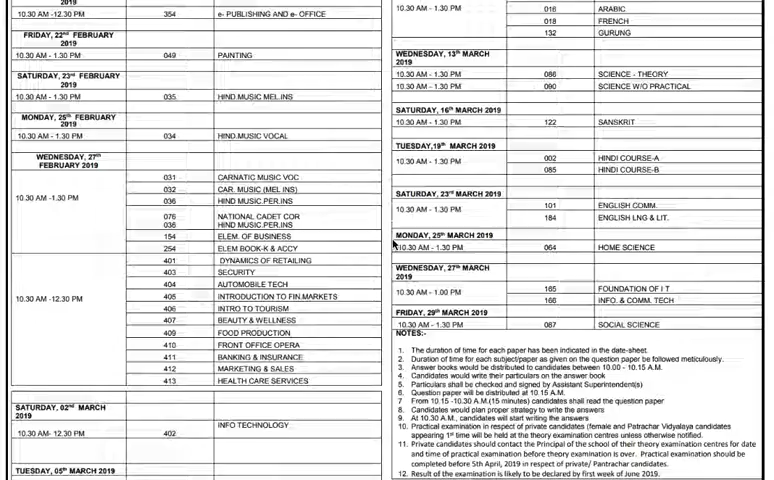 2019
10.30 AM -12.30 PM 354 e- PUBLISHING AND e- OFFICE
FRIDAY, 22nd FEBRUARY
2019
10.30 AM - 1.30 PM 049 PAINTING
SATURDAY, 23rd FEBRUARY
2019
10.30 AM - 1.30 PM 035 HIND.MUSIC MEL.INS
MONDAY, 25th FEBRUARY
2019
10.30 AM - 1.30 PM 034 HIND.MUSIC VOCAL
WEDNESDAY, 27th
FEBRUARY 2019
10.30 AM -1.30 PM
031 CARNATIC MUSIC VOC
032 CAR. MUSIC (MEL INS)
036 HIND MUSIC.PER.INS
076 NATIONAL CADET COR
036 HIND MUSIC.PER.INS
154 ELEM. OF BUSINESS
254 ELEM BOOK-K & ACCY
10.30 AM -12.30 PM
401 DYNAMICS OF RETAILING
403 SECURITY
404 AUTOMOBILE TECH
405 INTRODUCTION TO FIN.MARKETS
406 INTRO TO TOURISM
407 BEAUTY & WELLNESS
409 FOOD PRODUCTION
410 FRONT OFFICE OPERA
411 BANKING & INSURANCE
412 MARKETING & SALES
413 HEALTH CARE SERVICES
SATURDAY, 02nd MARCH
2019
10.30 AM- 12.30 PM 402 INFO TECHNOLOGY
TUESDAY, 05th MARCH 2019
10.30 AM - 1.30 PM
016 ARABIC
018 FRENCH
132 GURUNG
WEDNESDAY, 13th MARCH
2019
10.30 AM - 1.30 PM 086 SCIENCE - THEORY
10.30 AM - 1.30 PM 090 SCIENCE W/O PRACTICAL
SATURDAY, 16th MARCH 2019
10.30 AM - 1.30 PM 122 SANSKRIT
TUESDAY,19th MARCH 2019
10.30 AM - 1.30 PM
002 HINDI COURSE-A
085 HINDI COURSE-B
SATURDAY, 23rd MARCH 2019
10.30 AM - 1.30 PM
101 ENGLISH COMM.
184 ENGLISH LNG & LIT.
MONDAY, 25th MARCH 2019
10.30 AM - 1.30 PM 064 HOME SCIENCE
WEDNESDAY, 27th MARCH
2019
10.30 AM - 1.00 PM
165 FOUNDATION OF I T
166 INFO. & COMM. TECH
FRIDAY, 29th MARCH 2019
10.30 AM - 1.30 PM 087 SOCIAL SCIENCE
NOTES:-
1. The duration of time for each paper has been indicated in the date-sheet.
2. Duration of time for each subject/paper as given on the question paper be followed meticulously.
3. Answer books would be distributed to candidates between 10.00 - 10.15 A.M.
4. Candidates would write their particulars on the answer book
5. Particulars shall be checked and signed by Assistant Superintendent(s)
6. Question paper will be distributed at 10.15 A.M.
7 From 10.15 -10.30 A.M.(15 minutes) candidates shall read the question paper
8. Candidates would plan proper strategy to write the answers
9. At 10.30 A.M., candidates will start writing the answers
10. Practical examination in respect of private candidates (female and Patrachar Vidyalaya candidates
appearing 1st time will be held at the theory examination centres unless otherwise notified.
11. Private candidates should contact the Principal of the school of their theory examination centres for date
and time of practical examination before theory examination is over. Practical examination should be
completed before 5th April, 2019 in respect of private/ Pantrachar candidates.
12. Result of the examination is likely to be declared by first week of June 2019.